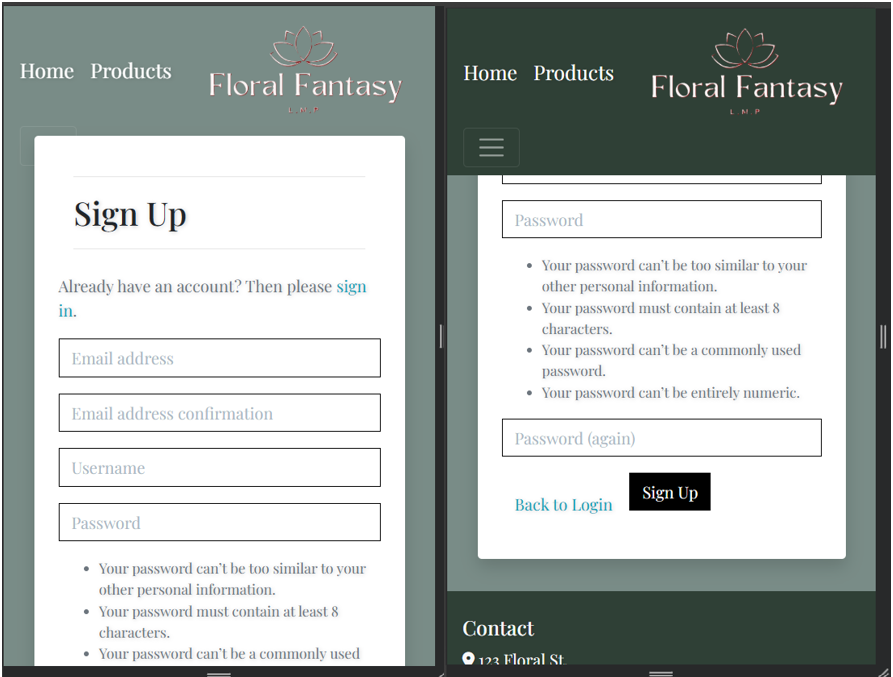 Home Products
Floral Fantasy
L.M.P
Sign Up
Already have an account? Then please sign
in.
Email address
Email address confirmation
Username
Password
• Your password can’t be too similar to your
other personal information.
• Your password must contain at least 8
characters.
• Your password can’t be a commonly used
Home Products
Floral Fantasy
L.M.P
Password
• Your password can’t be too similar to your
other personal information.
• Your password must contain at least 8
characters.
• Your password can’t be a commonly used
password.
• Your password can’t be entirely numeric.
Password (again)
Back to Login Sign Up
Contact
123 Floral St.